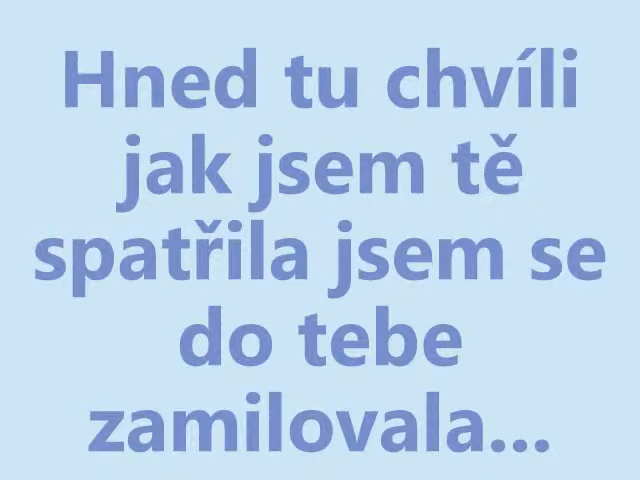 Hned tu chvíli
jak jsem tě
spatřila jsem se
do tebe
zamilovala...